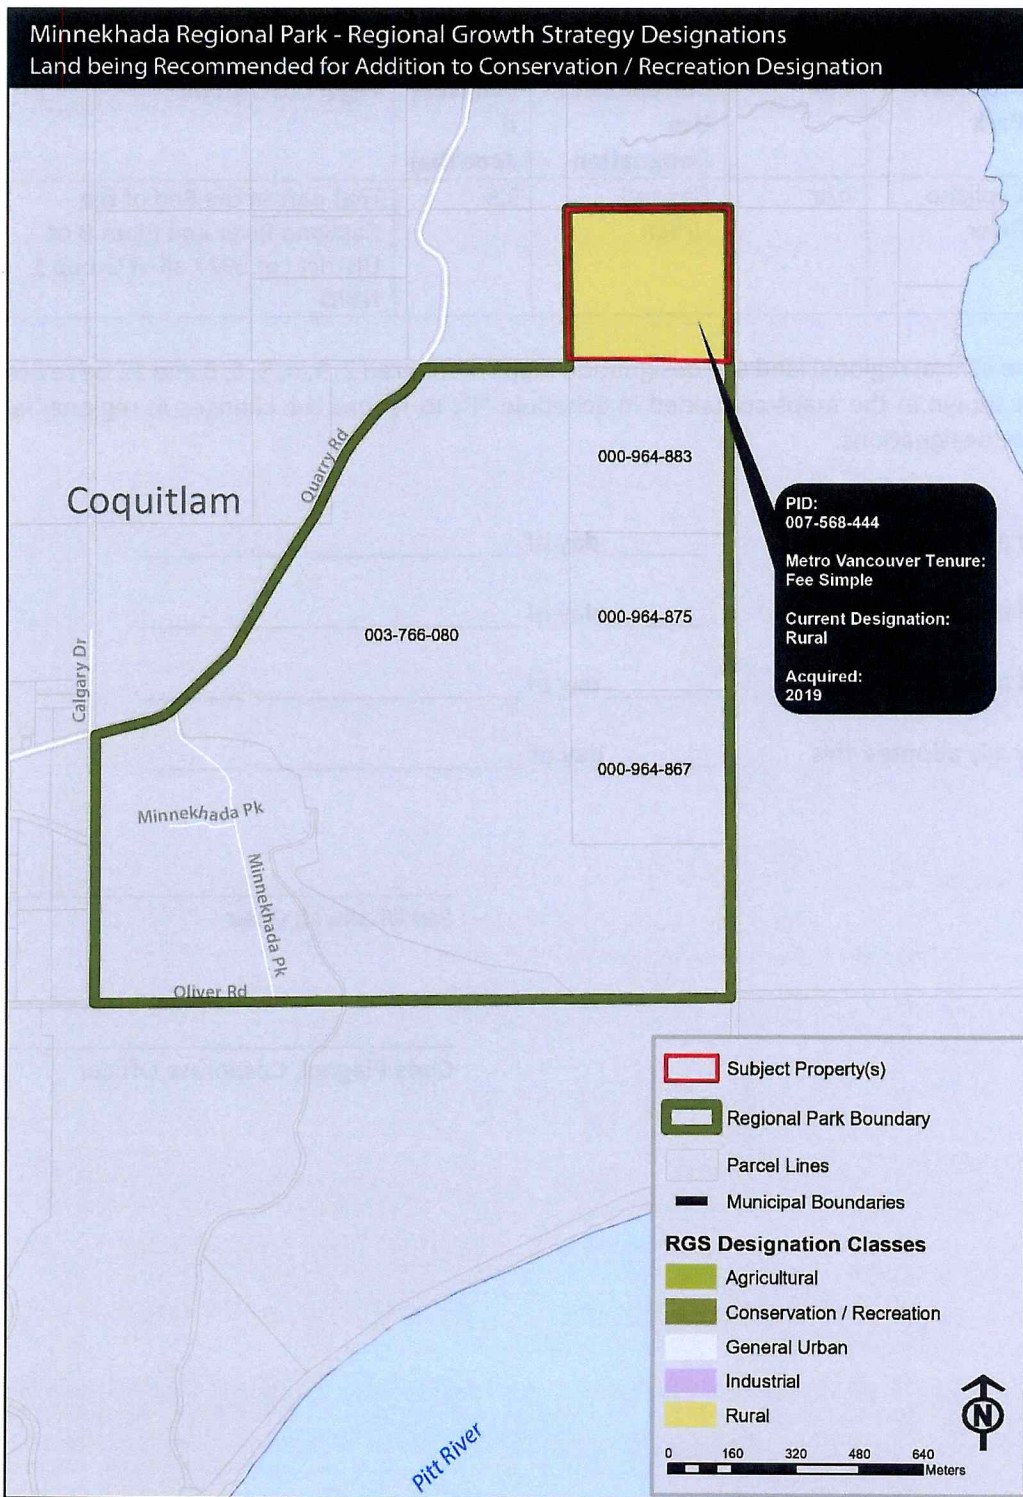 Minnekhada Regional Park - Regional Growth Strategy Designations
Land being Recommended for Addition to Conservation / Recreation Designation
Coquitlam
Quarry Rd
Calgary Dr
000-964-883
003-766-080
000-964-875
000-964-867
PID:
007-568-444
Metro Vancouver Tenure:
Fee Simple
Current Designation:
Rural
Acquired:
2019
Minnekhada Pk
Minnekhada Pk
Oliver Rd
Pitt River
Subject Property(s)
Regional Park Boundary
Parcel Lines
Municipal Boundaries
RGS Designation Classes
Agricultural
Conservation / Recreation
General Urban
Industrial
Rural
N
0 160 320 480 640
Meters